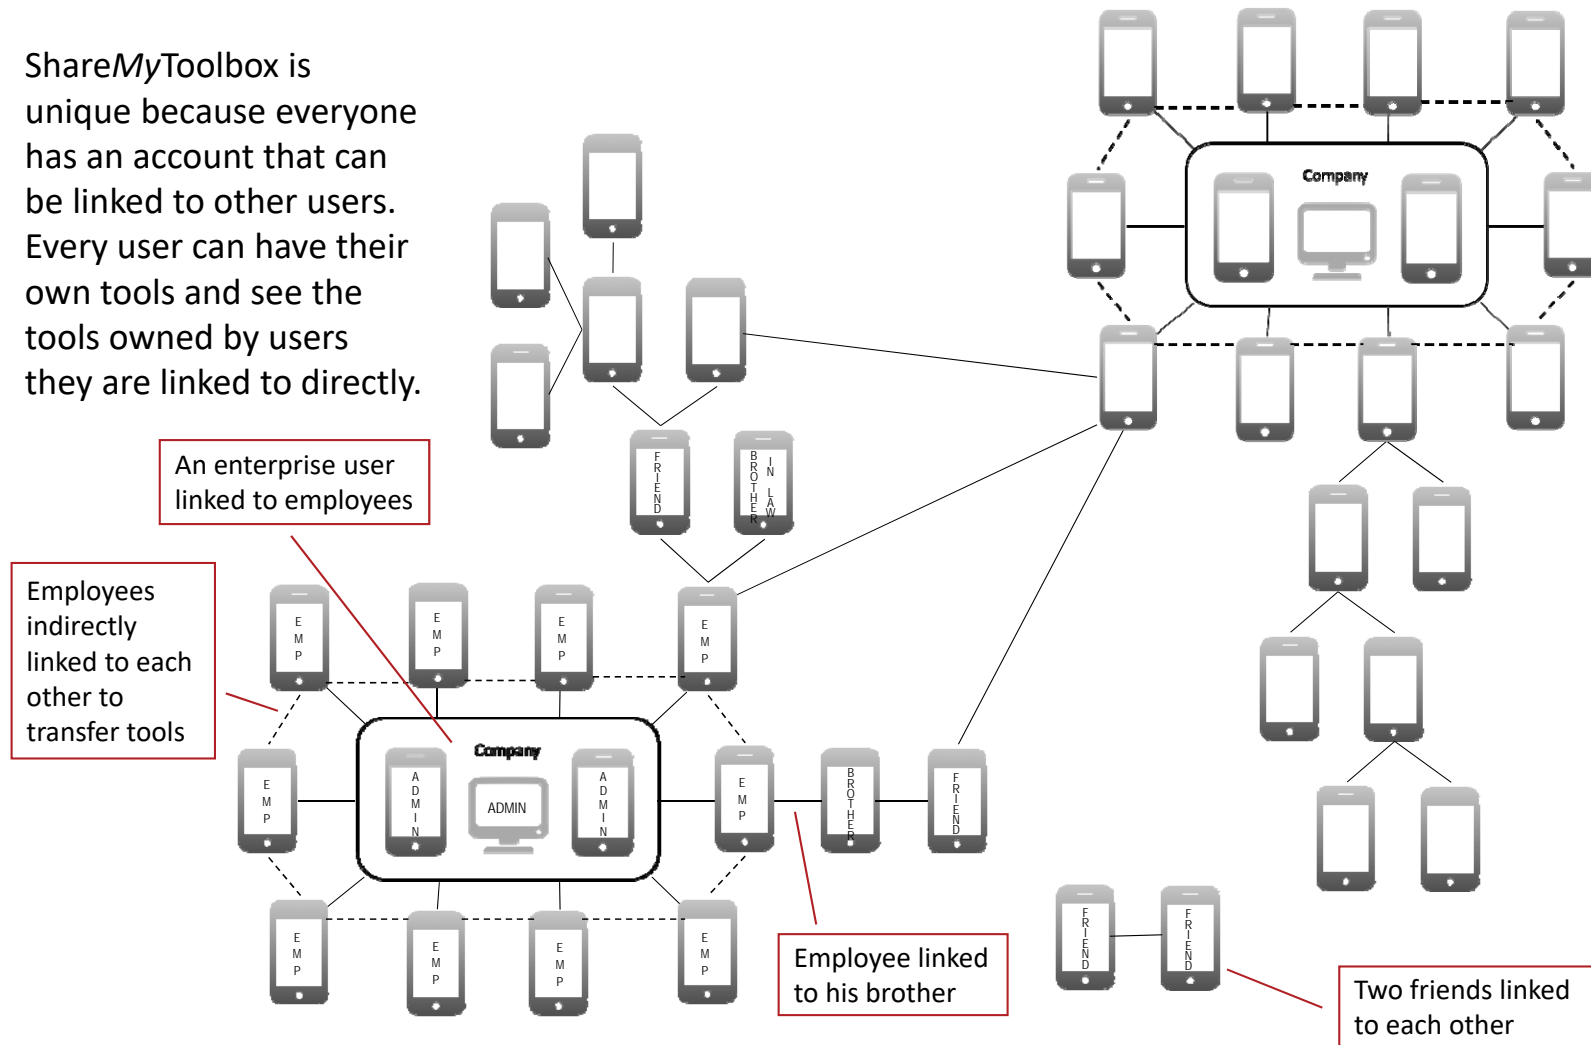 ShareMyToolbox is
unique because everyone
has an account that can
be linked to other users.
Every user can have their
own tools and see the
tools owned by users
they are linked to directly.
Company
FRIEND
BROTHER
IN LAW
An enterprise user
linked to employees
Employees
indirectly
linked to each
other to
transfer tools
EMP
EMP
EMP
EMP
Company
EMP
ADMIN
ADMIN
ADMIN
EMP
BROTHER
FRIEND
EMP
EMP
EMP
EMP
Employee linked
to his brother
FRIEND
FRIEND
Two friends linked
to each other